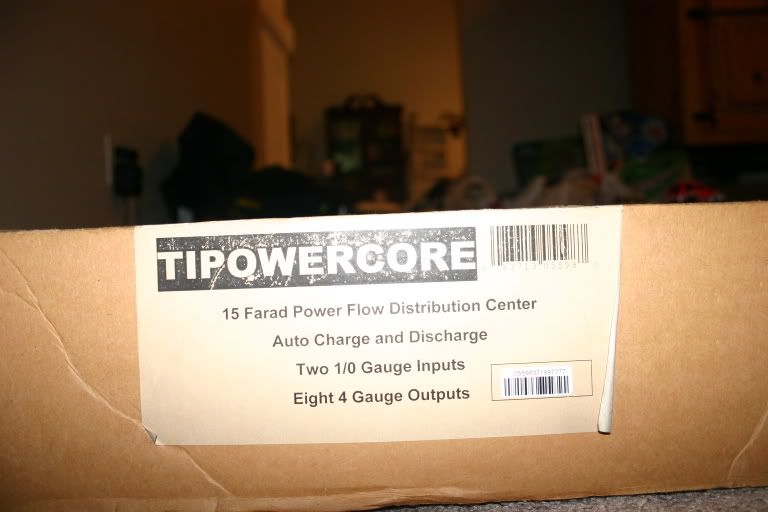 TIPOWERCORE
15 Farad Power Flow Distribution Center
Auto Charge and Discharge
Two 1/0 Gauge Inputs
Eight 4 Gauge Outputs